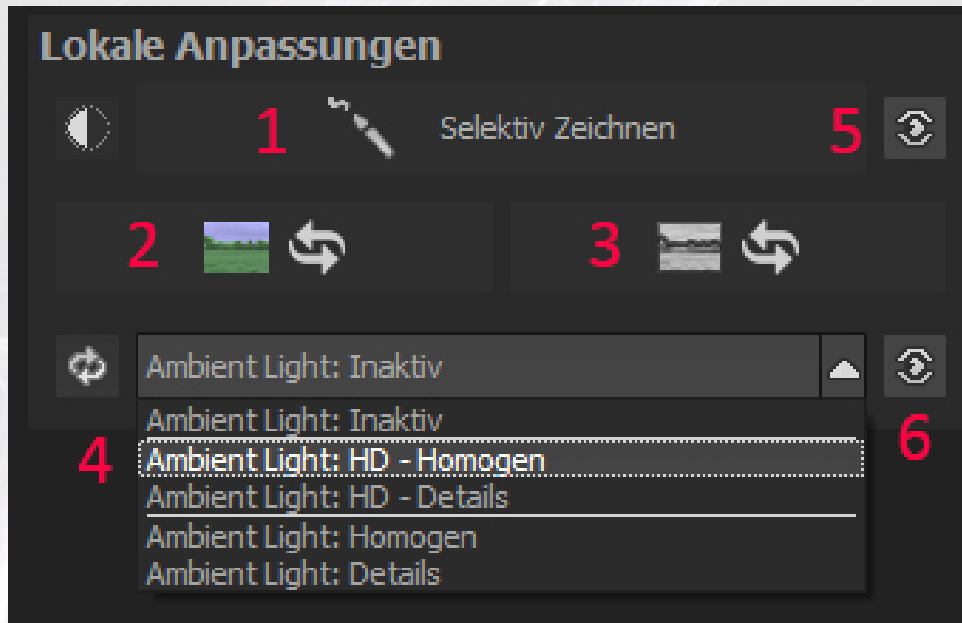 Lokale Anpassungen
1 Selektiv Zeichnen 5
2 3
Ambient Light: Inaktiv
Ambient Light: Inaktiv
4 Ambient Light: HD - Homogen 6
Ambient Light: HD - Details
Ambient Light: Homogen
Ambient Light: Details